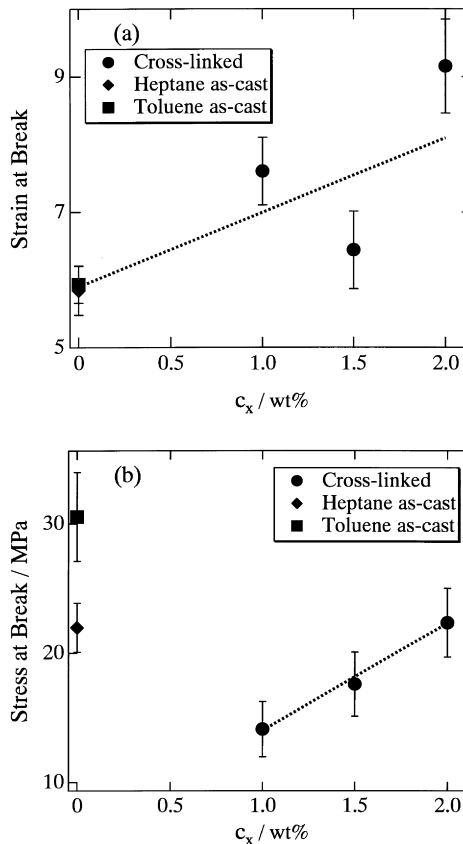 (a)
Cross-linked
Heptane as-cast
Toluene as-cast
9
7
5
Strain at Break
0
0.5
1.0
1.5
2.0
cₓ / wt%
(b)
Cross-linked
Heptane as-cast
Toluene as-cast
30
20
10
Stress at Break / MPa
0
0.5
1.0
1.5
2.0
cₓ / wt%